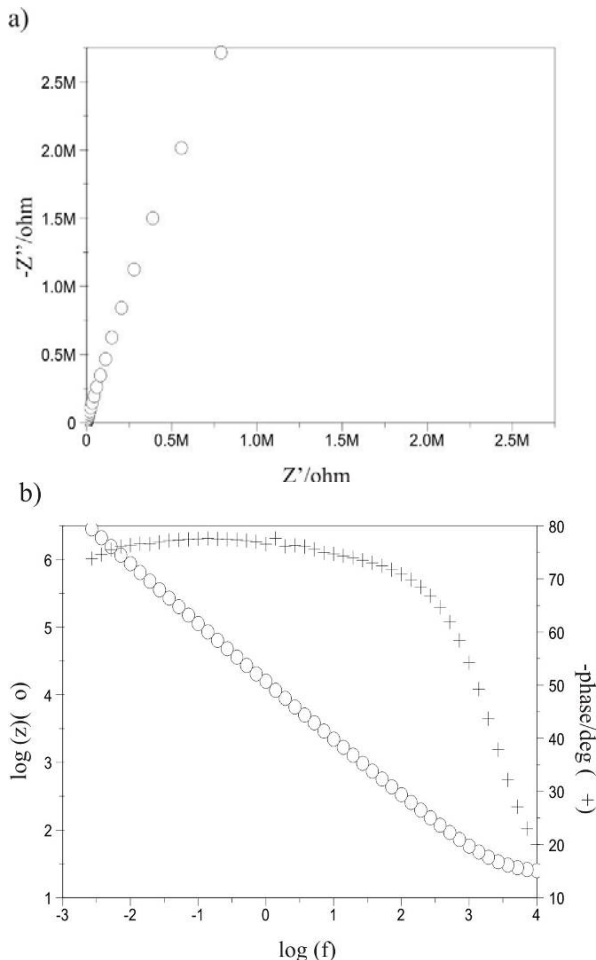 a)
2.5M
2.0M
1.5M
1.0M
0.5M
0
-Z”/ohm
0 0.5M 1.0M 1.5M 2.0M 2.5M
Z’/ohm
b)
6
5
4
3
2
1
log (z)( o)
80
70
60
50
40
30
20
10
-phase/deg ( +)
-3 -2 -1 0 1 2 3 4
log (f)